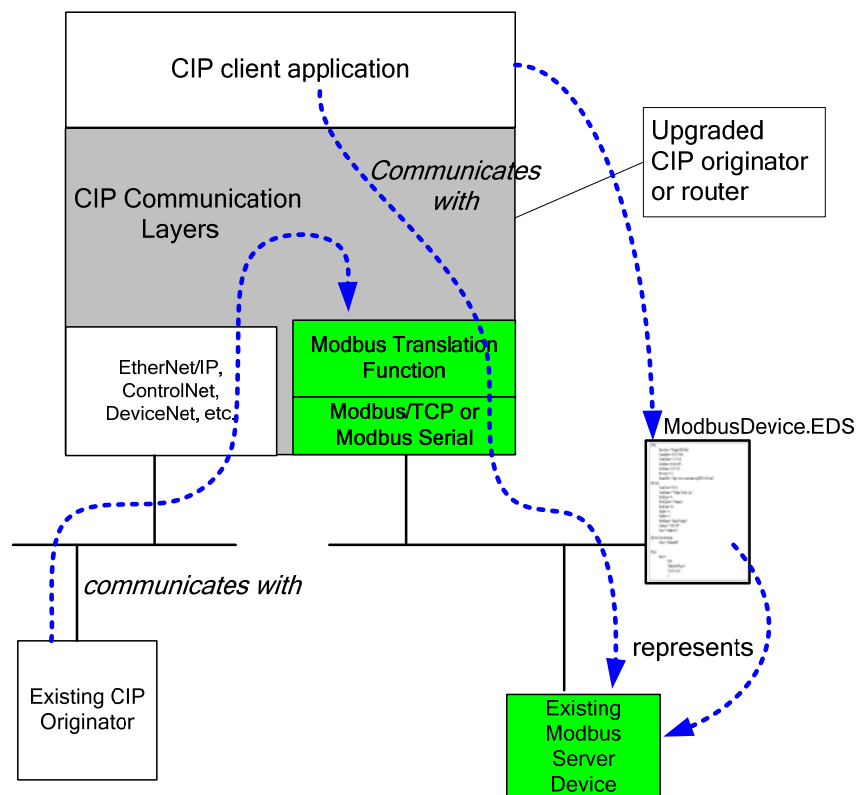 CIP client application
Upgraded
CIP originator
or router
Communicates
with
CIP Communication
Layers
EtherNet/IP,
ControlNet,
DeviceNet, etc.
Modbus Translation
Function
Modbus/TCP or
Modbus Serial
ModbusDevice.EDS
communicates with
represents
Existing CIP
Originator
Existing
Modbus
Server
Device